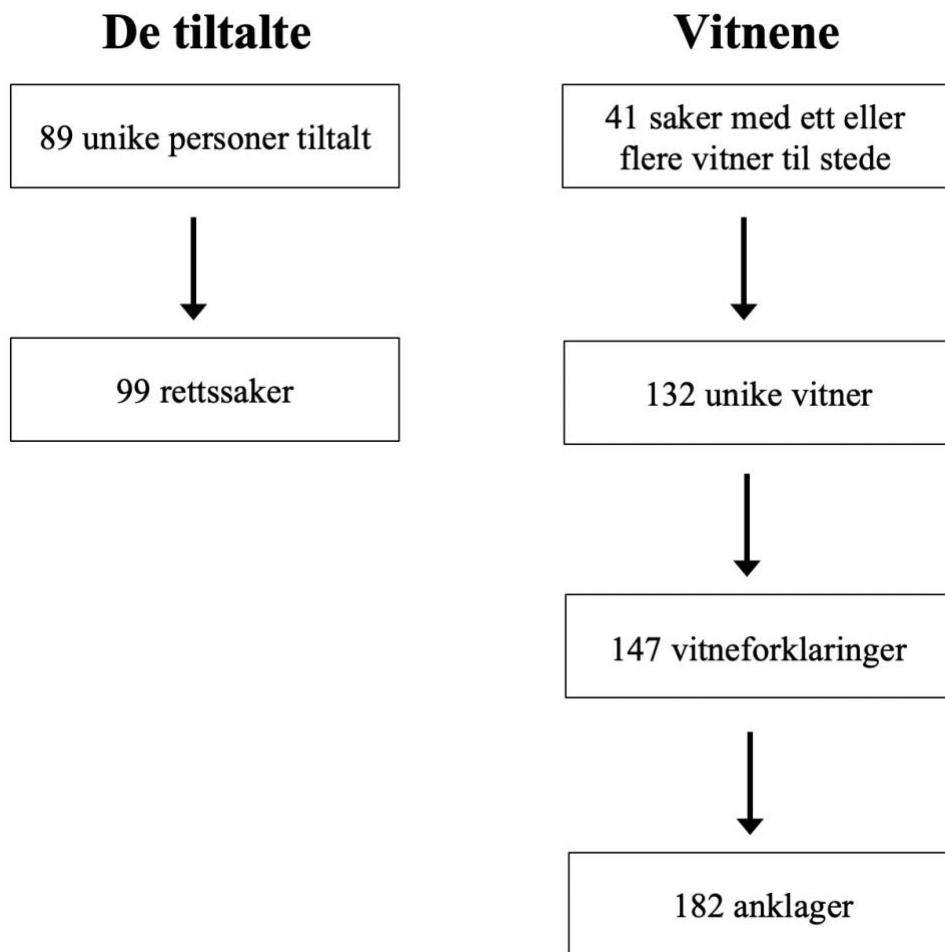 De tiltalte
89 unike personer tiltalt
99 rettssaker
Vitnene
41 saker med ett eller
flere vitner til stede
132 unike vitner
147 vitneforklaringer
182 anklager